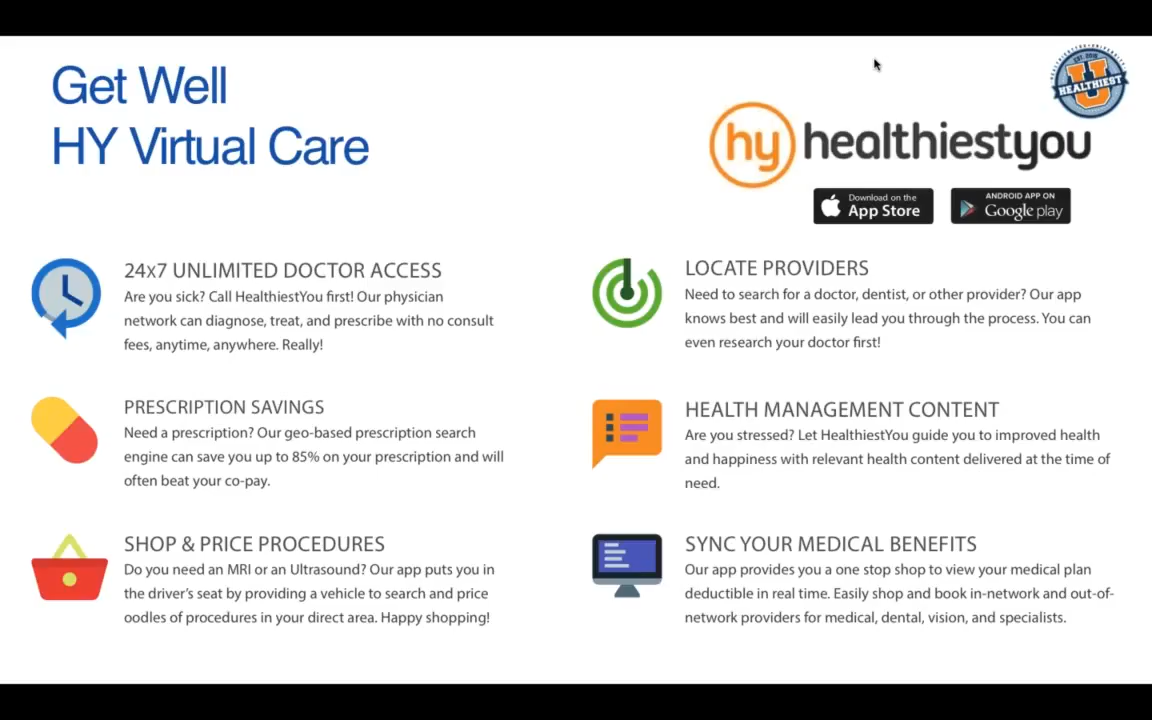 Get Well
HY Virtual Care
EST. 2016
U
HEALTHIEST
hy healthiestyou
Download on the
App Store
ANDROID APP ON
Google play
24x7 UNLIMITED DOCTOR ACCESS
Are you sick? Call HealthiestYou first! Our physician
network can diagnose, treat, and prescribe with no consult
fees, anytime, anywhere. Really!
LOCATE PROVIDERS
Need to search for a doctor, dentist, or other provider? Our app
knows best and will easily lead you through the process. You can
even research your doctor first!
PRESCRIPTION SAVINGS
Need a prescription? Our geo-based prescription search
engine can save you up to 85% on your prescription and will
often beat your co-pay.
HEALTH MANAGEMENT CONTENT
Are you stressed? Let HealthiestYou guide you to improved health
and happiness with relevant health content delivered at the time of
need.
SHOP & PRICE PROCEDURES
Do you need an MRI or an Ultrasound? Our app puts you in
the driver's seat by providing a vehicle to search and price
oodles of procedures in your direct area. Happy shopping!
SYNC YOUR MEDICAL BENEFITS
Our app provides you a one stop shop to view your medical plan
deductible in real time. Easily shop and book in-network and out-of-
network providers for medical, dental, vision, and specialists.